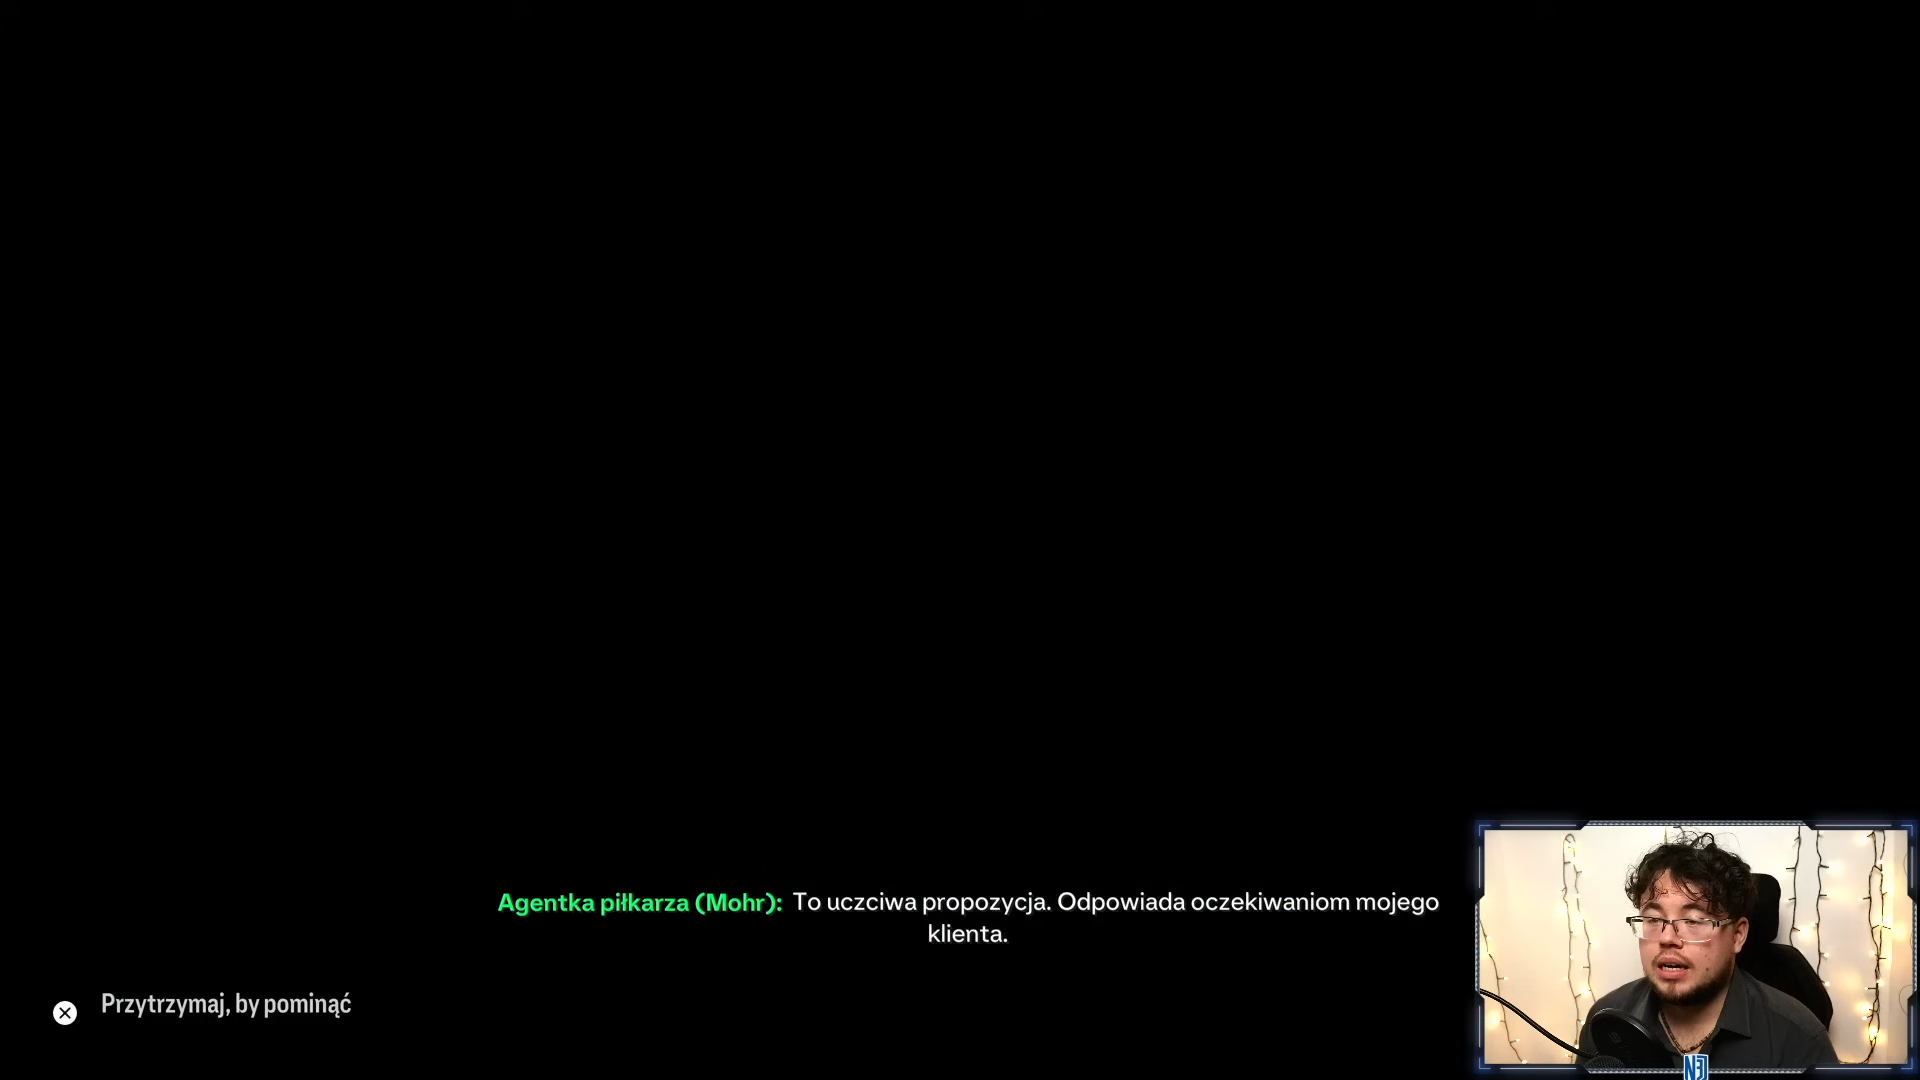 Agentka piłkarza (Mohr): To uczciwa propozycja. Odpowiada oczekiwaniom mojego
klienta.
Przytrzymaj, by pominąć